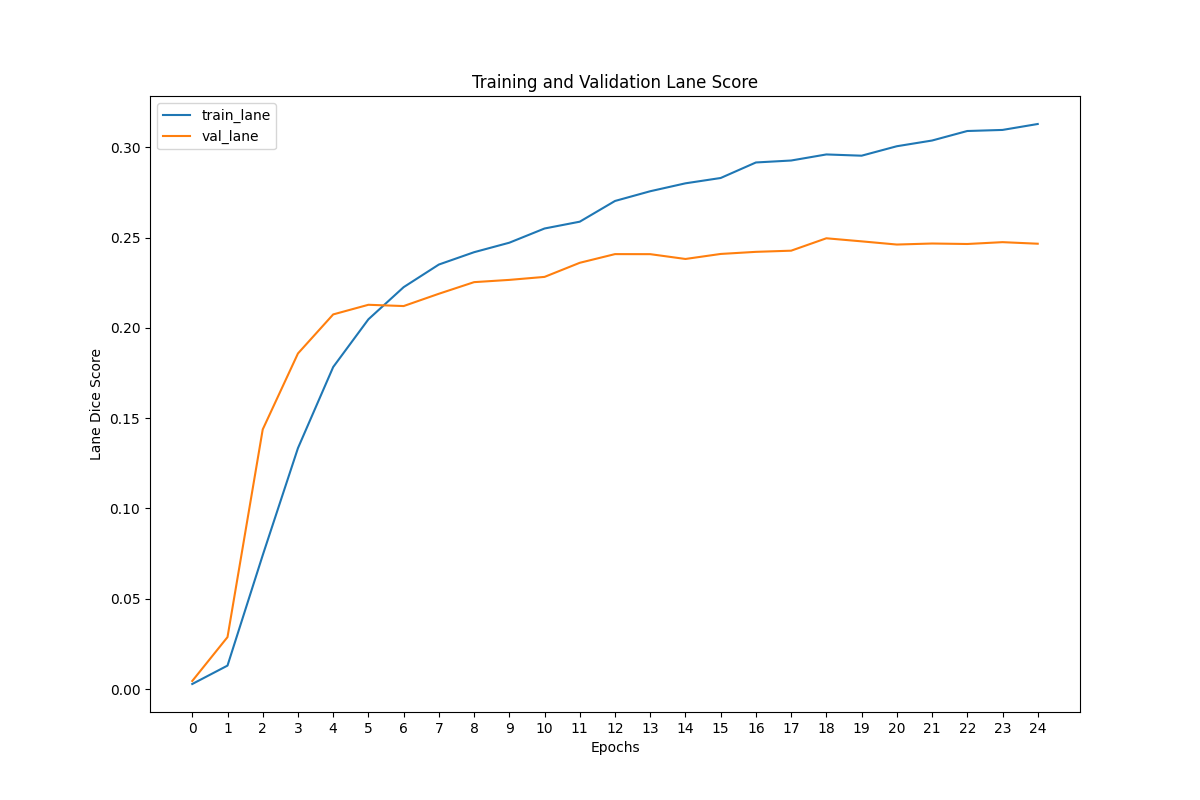 Training and Validation Lane Score
train_lane
val_lane
Lane Dice Score
0.30
0.25
0.20
0.15
0.10
0.05
0.00
0 1 2 3 4 5 6 7 8 9 10 11 12 13 14 15 16 17 18 19 20 21 22 23 24
Epochs